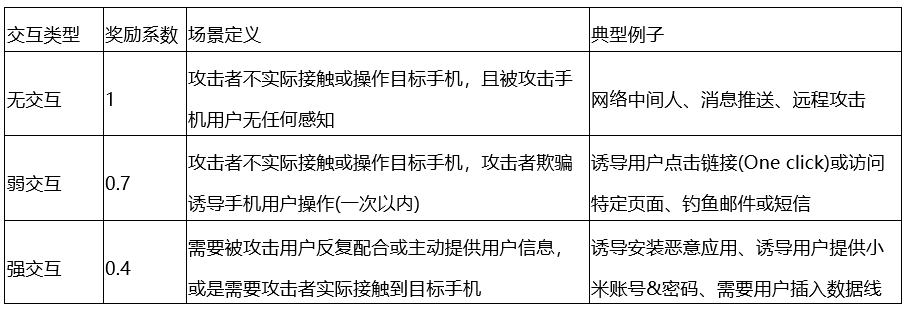 交互类型 奖励系数 场景定义 典型例子
无交互 1 攻击者不实际接触或操作目标手机，且被攻击手
机用户无任何感知 网络中间人、消息推送、远程攻击
弱交互 0.7 攻击者不实际接触或操作目标手机，攻击者欺骗
诱导手机用户操作(一次以内) 诱导用户点击链接(One click)或访问
特定页面、钓鱼邮件或短信
强交互 0.4 需要被攻击用户反复配合或主动提供用户信息，
或是需要攻击者实际接触到目标手机 诱导安装恶意应用、诱导用户提供小
米账号&密码、需要用户插入数据线